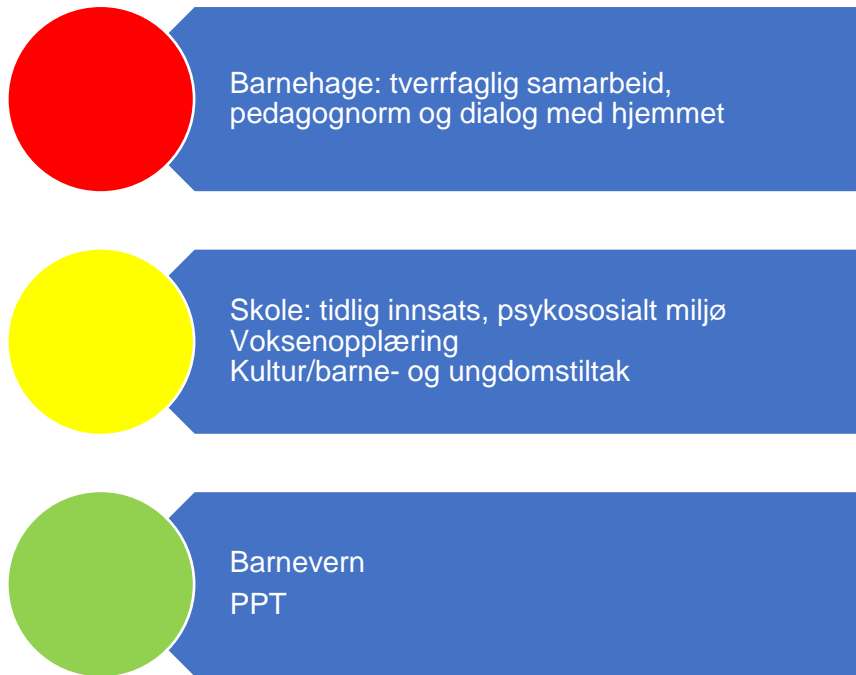 Barnehage: tverrfaglig samarbeid,
pedagognorm og dialog med hjemmet
Skole: tidlig innsats, psykososialt miljø
Voksenopplæring
Kultur/barne- og ungdomstiltak
Barnevern
PPT